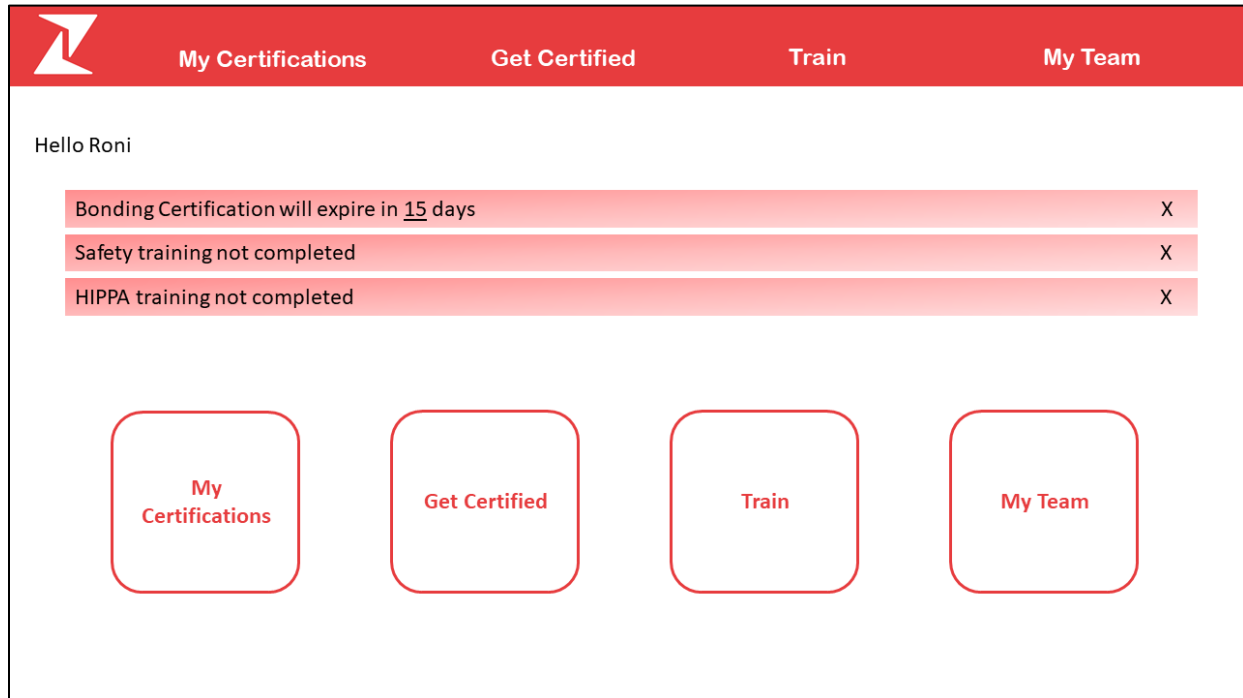 My Certifications Get Certified Train My Team
Hello Roni
Bonding Certification will expire in 15 days X
Safety training not completed X
HIPPA training not completed X
My
Certifications
Get Certified
Train
My Team